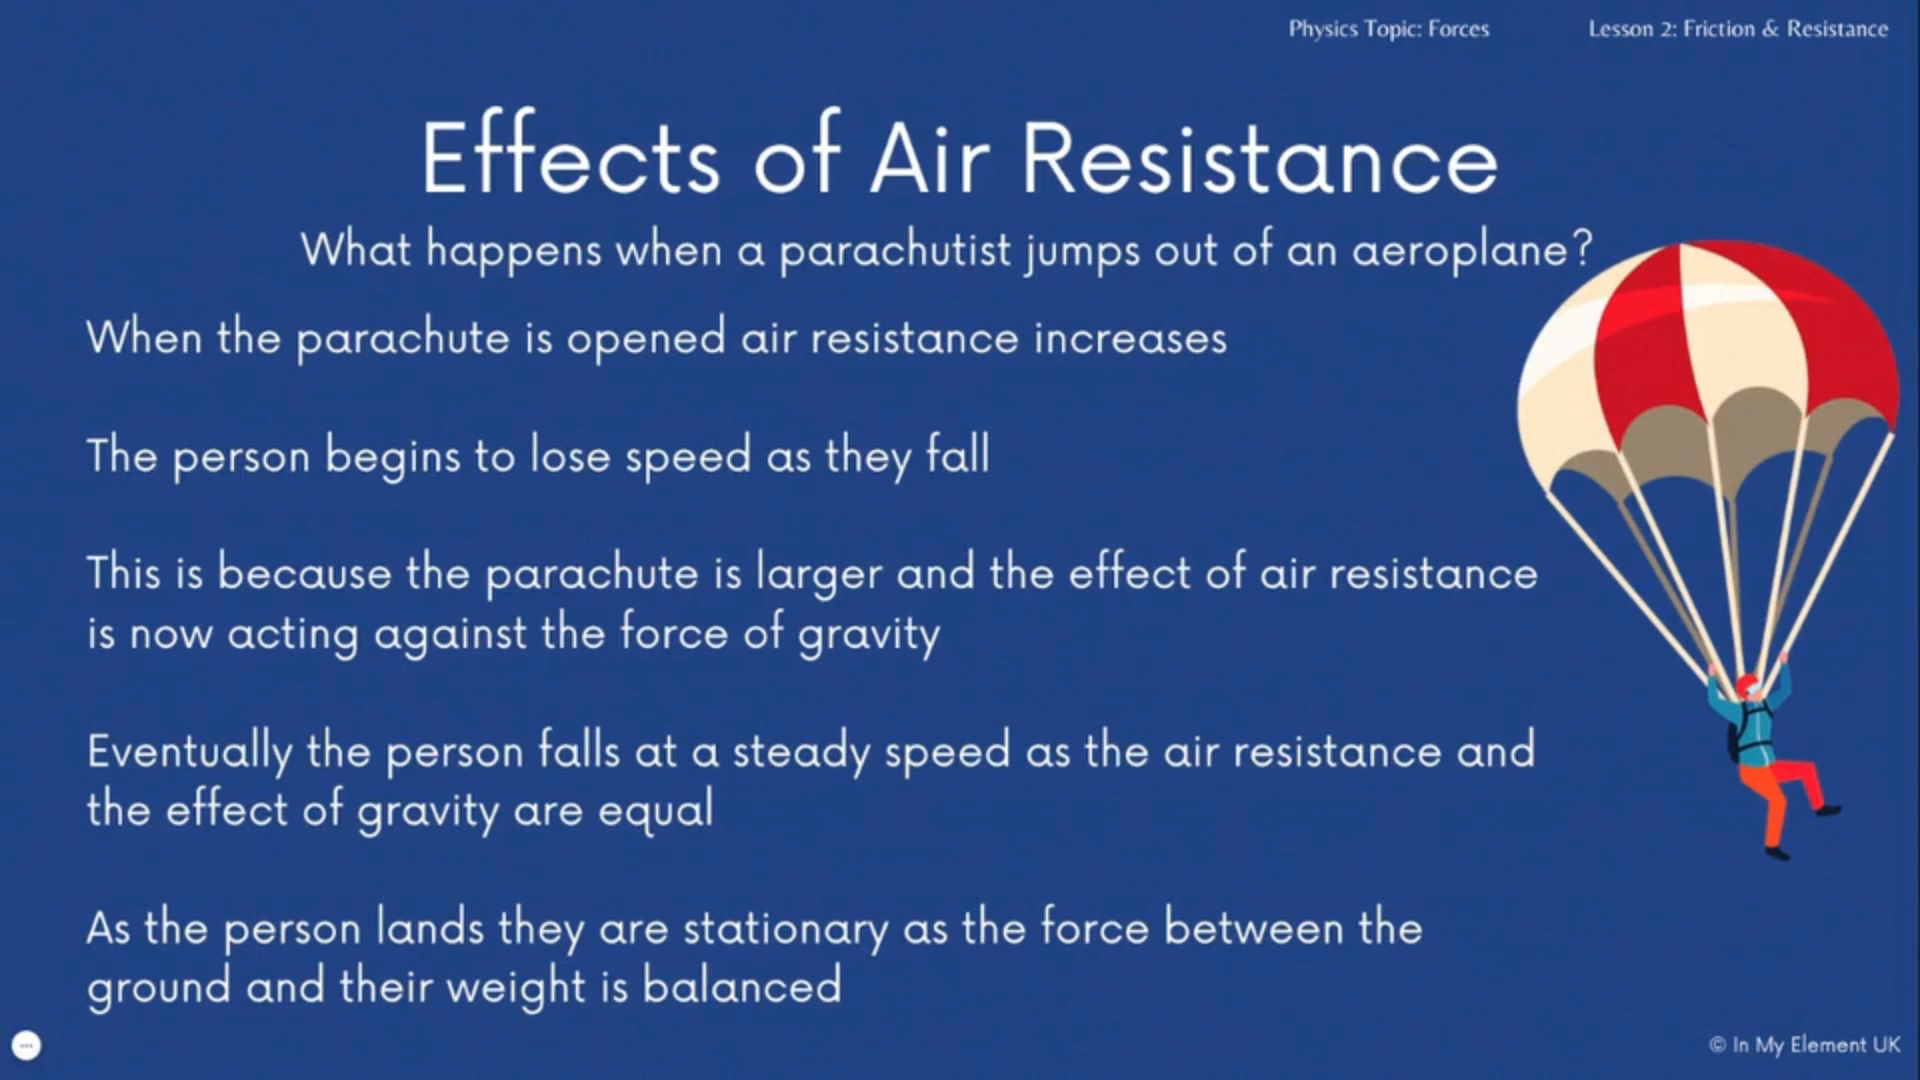 Physics Topic: Forces
Lesson 2: Friction & Resistance
Effects of Air Resistance
What happens when a parachutist jumps out of an aeroplane?
When the parachute is opened air resistance increases
The person begins to lose speed as they fall
This is because the parachute is larger and the effect of air resistance
is now acting against the force of gravity
Eventually the person falls at a steady speed as the air resistance and
the effect of gravity are equal
As the person lands they are stationary as the force between the
ground and their weight is balanced
© In My Element UK